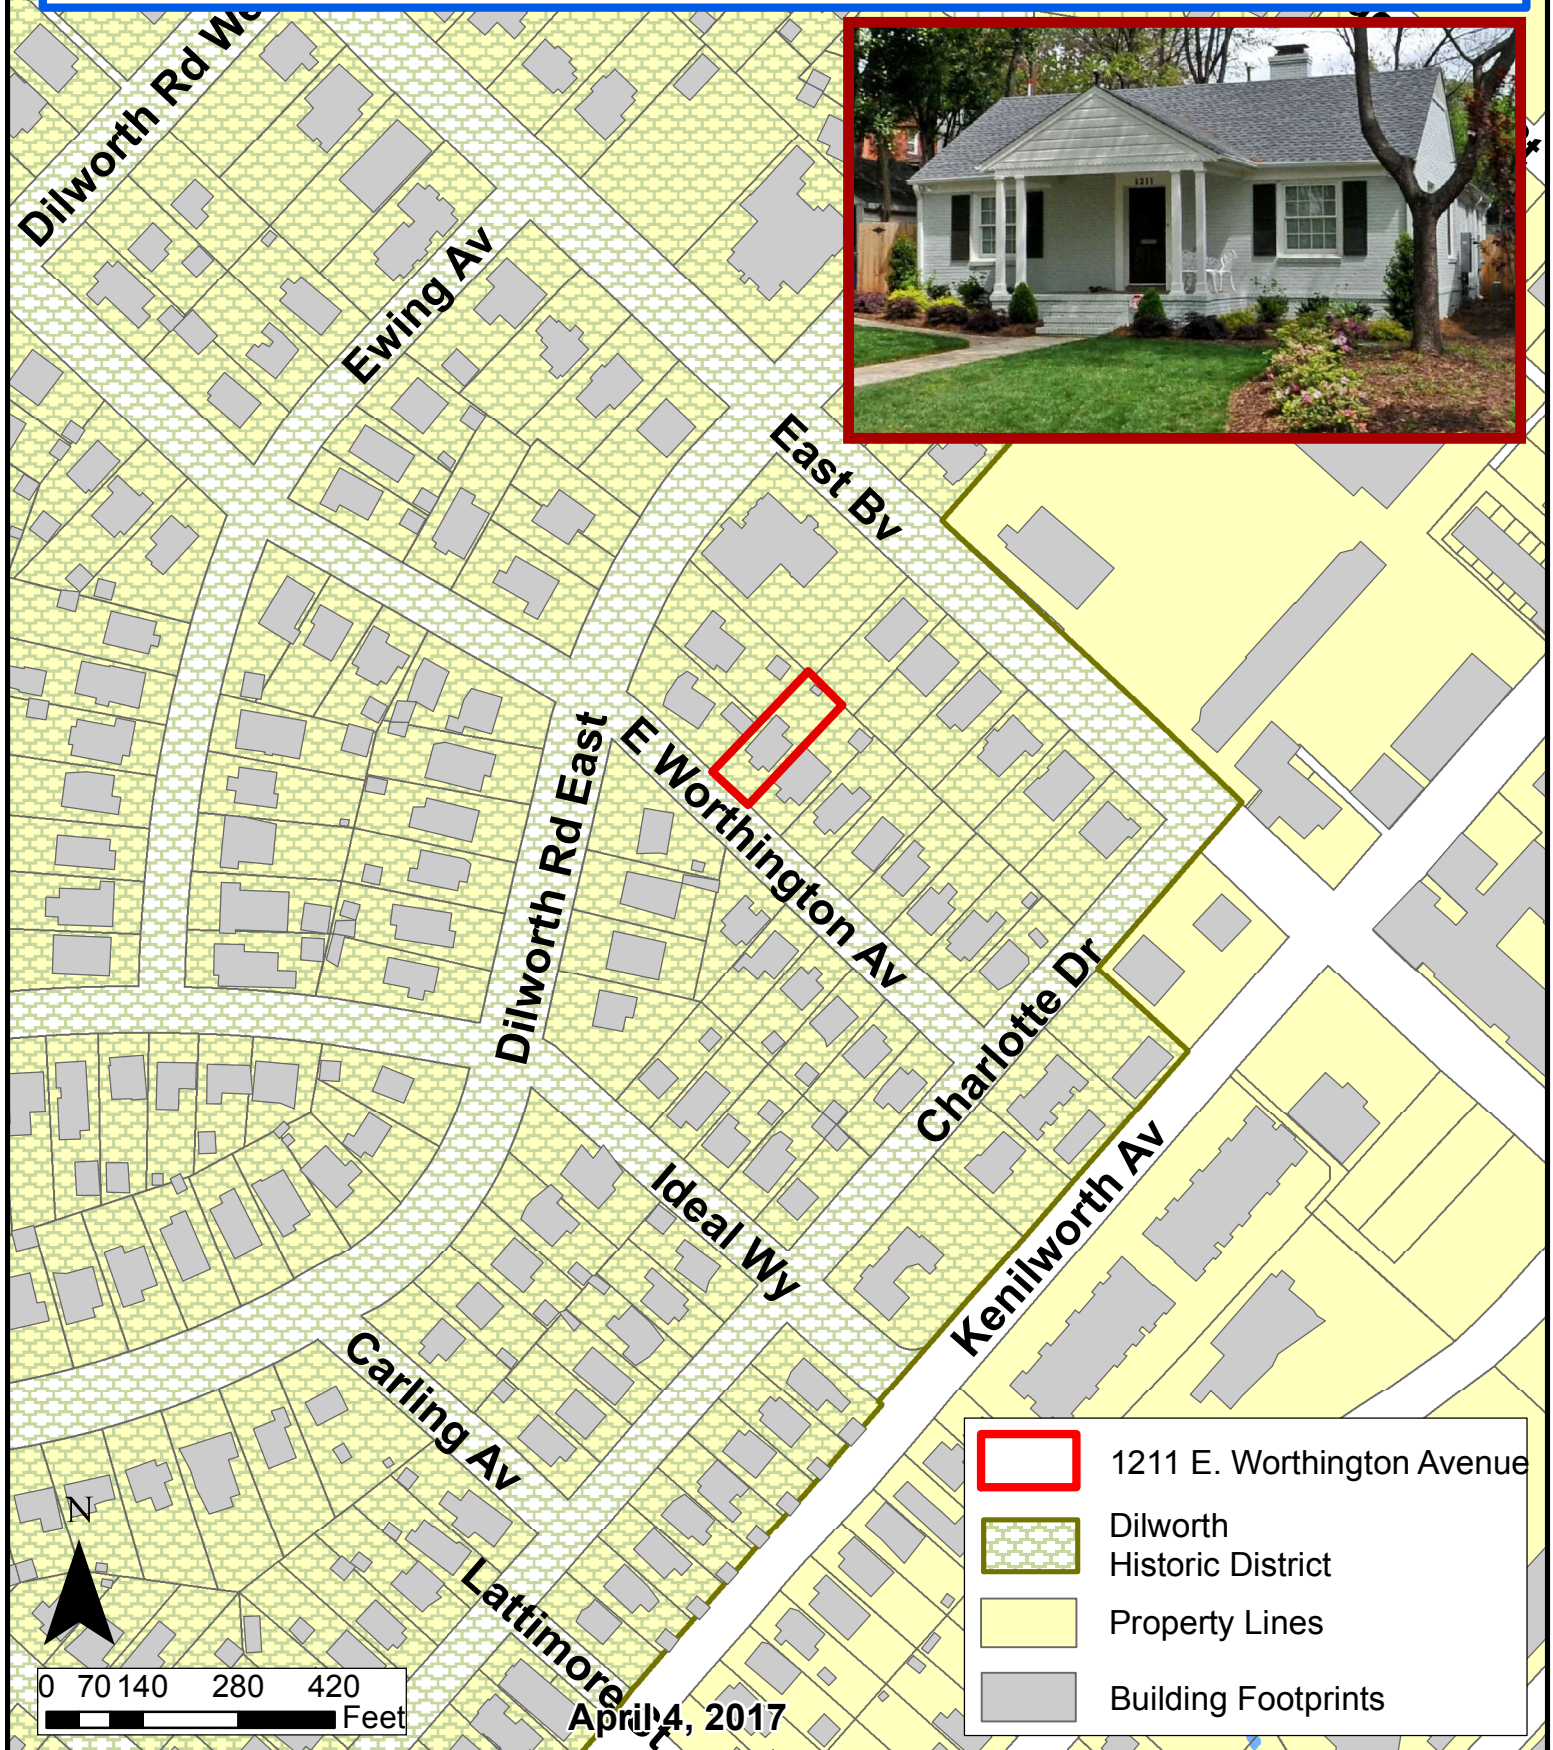 Dilworth Rd We
1211
Ewing Av
East Bv
E Worthington Av
Dilworth Rd East
Charlotte Dr
Ideal Wy
Kenilworth Av
Carling Av
Lattimore St
1211 E. Worthington Avenue
Dilworth
Historic District
Property Lines
Building Footprints
N
0 70 140 280 420
Feet
April 4, 2017